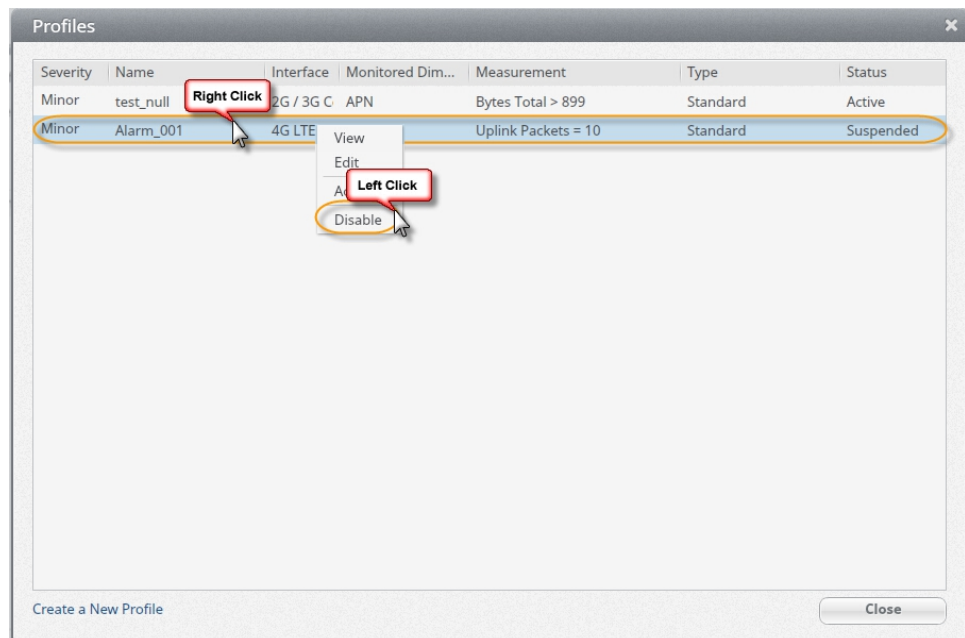 Profiles
Severity Name Interface Monitored Dim... Measurement Type Status
Minor test_null 2G / 3G C APN Bytes Total > 899 Standard Active
Right Click
Minor Alarm_001 4G LTE Uplink Packets = 10 Standard Suspended
View
Edit
Left Click
Disable
Create a New Profile Close